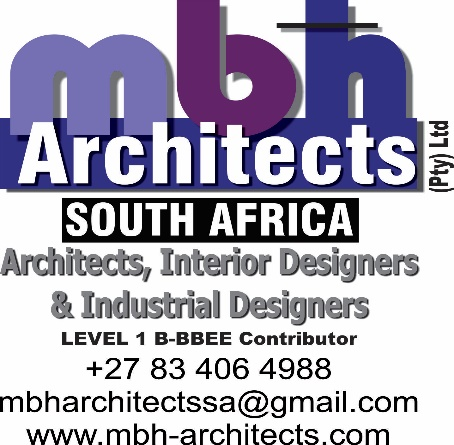 mbh
Architects
(Pty) Ltd
SOUTH AFRICA
Architects, Interior Designers
& Industrial Designers
LEVEL 1 B-BBEE Contributor
+27 83 406 4988
mbharchitectssa@gmail.com
www.mbh-architects.com